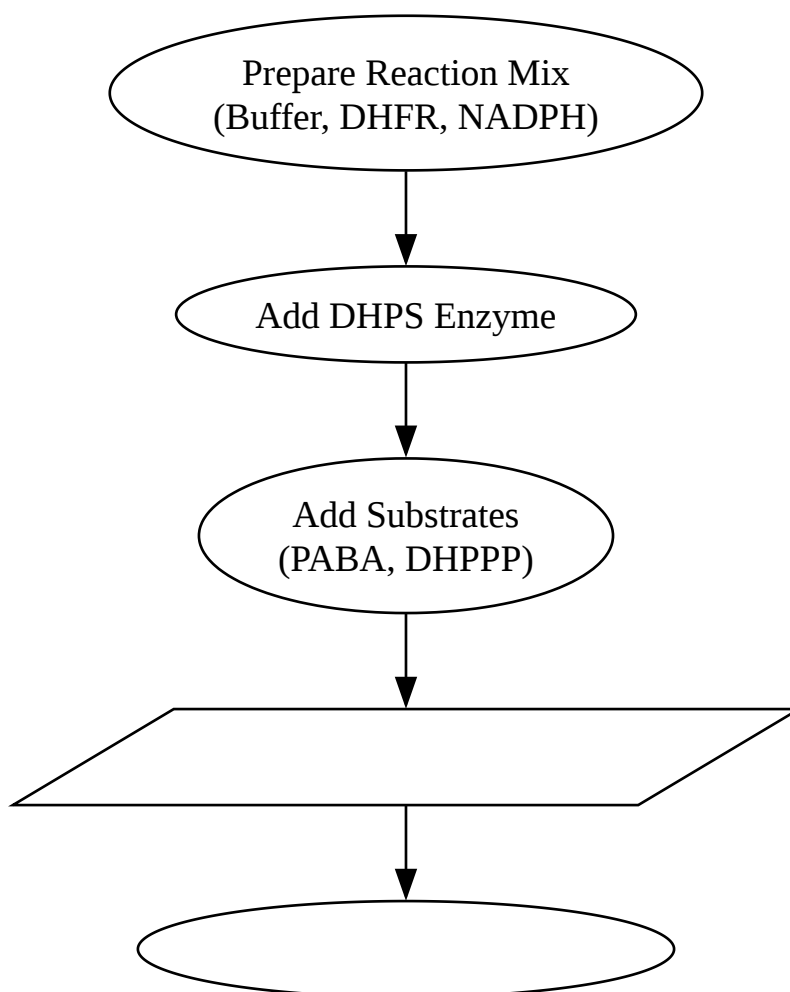 Prepare Reaction Mix
(Buffer, DHFR, NADPH)
Add DHPS Enzyme
Add Substrates
(PABA, DHPPP)